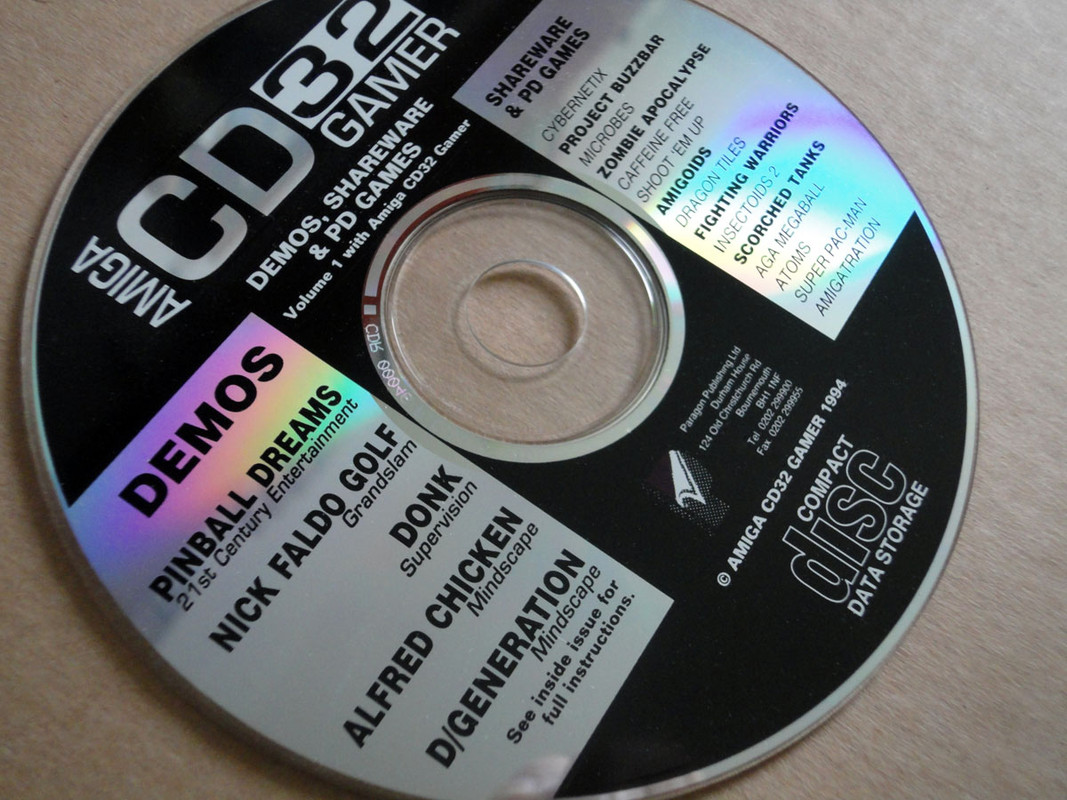 AMIGA
CD32
GAMER
DEMOS, SHAREWARE
& PD GAMES
Volume 1 with Amiga CD32 Gamer
SHAREWARE
& PD GAMES
CYBERNETIX
PROJECT BUZZBAR
MICROBES
ZOMBIE APOCALYPSE
CAFFEINE FREE
SHOOT 'EM UP
AMIGOIDS
DRAGON TILES
FIGHTING WARRIORS
INSECTOIDS 2
SCORCHED TANKS
AGA MEGABALL
ATOMS
SUPER PAC-MAN
AMIGATRATION
DEMOS
PINBALL DREAMS
21st Century Entertainment
NICK FALDO GOLF
Grandslam
DONK
Supervision
ALFRED CHICKEN
Mindscape
D/GENERATION
Mindscape
See inside issue for
full instructions.
Paragon Publishing Ltd
Durham House
124 Old Christchurch Rd
Bournemouth
BH1 1NF
Tel 0202 299900
Fax 0202 299955
© AMIGA CD32 GAMER 1994
COMPACT
disc
DATA STORAGE